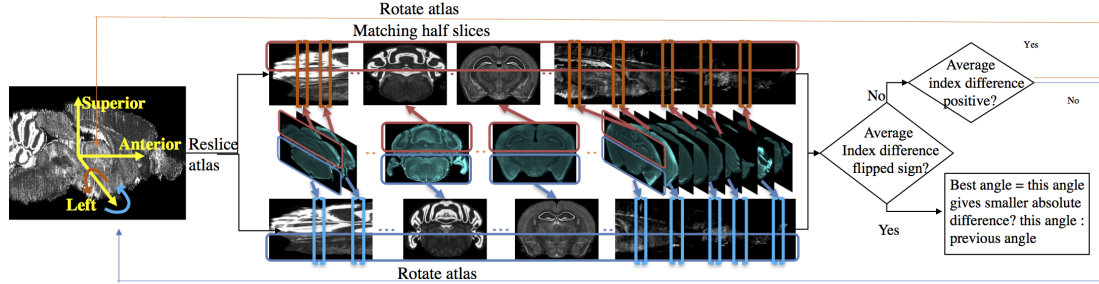 Rotate atlas
Matching half slices
Superior
Anterior
Left
Reslice
atlas
Rotate atlas
No
Average
index difference
positive?
Yes
No
Average
Index difference
flipped sign?
Yes
Best angle = this angle
gives smaller absolute
difference? this angle :
previous angle